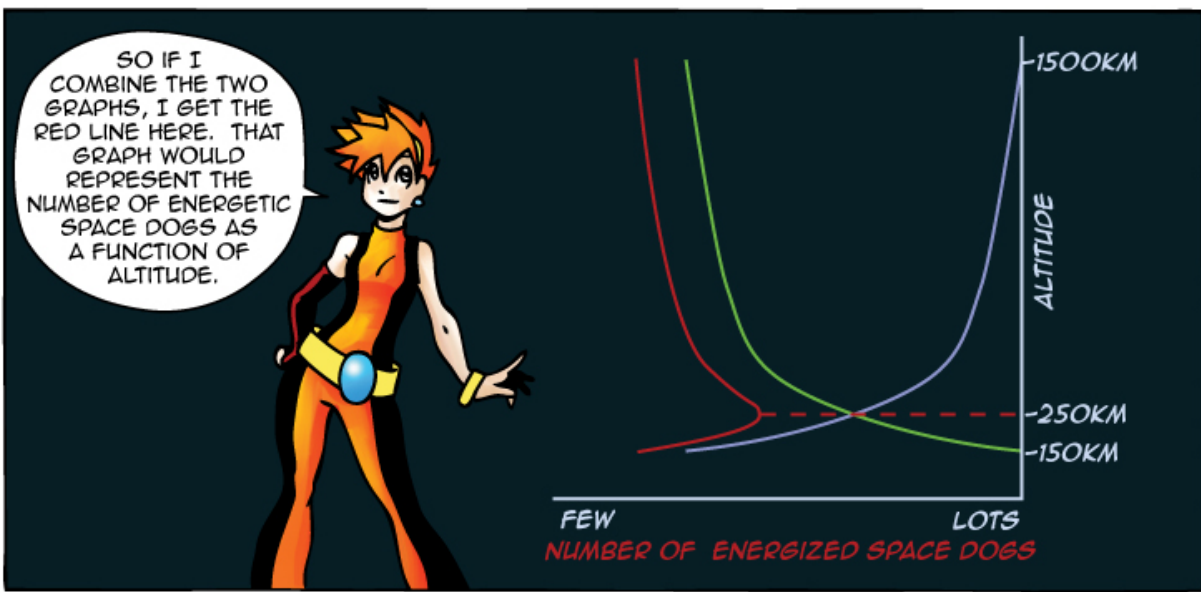 SO IF I
COMBINE THE TWO
GRAPHS, I GET THE
RED LINE HERE. THAT
GRAPH WOULD
REPRESENT THE
NUMBER OF ENERGETIC
SPACE DOGS AS
A FUNCTION OF
ALTITUDE.
1500KM
ALTITUDE
250KM
150KM
FEW LOTS
NUMBER OF ENERGIZED SPACE DOGS